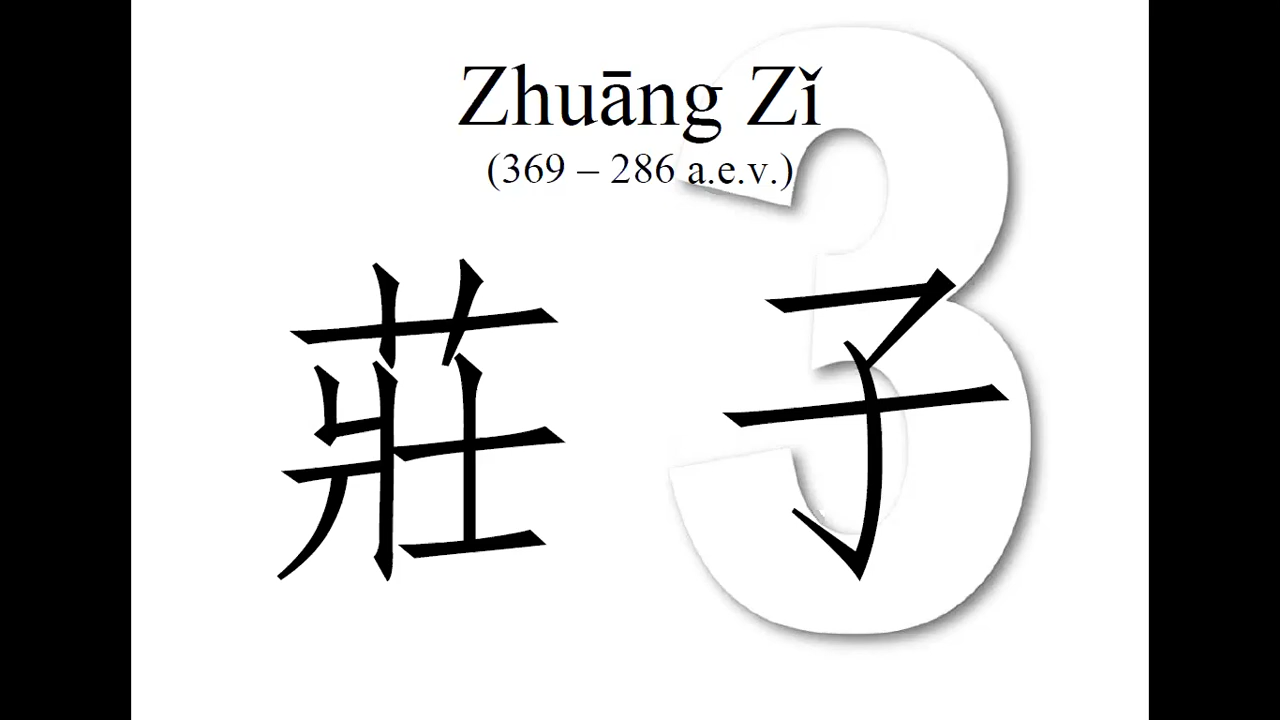 Zhuāng Zǐ
(369 – 286 a.e.v.)
莊子
3